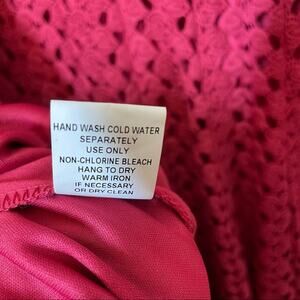 HAND WASH COLD WATER
SEPARATELY
USE ONLY
NON-CHLORINE BLEACH
HANG TO DRY
WARM IRON
IF NECESSARY
OR DRY CLEAN